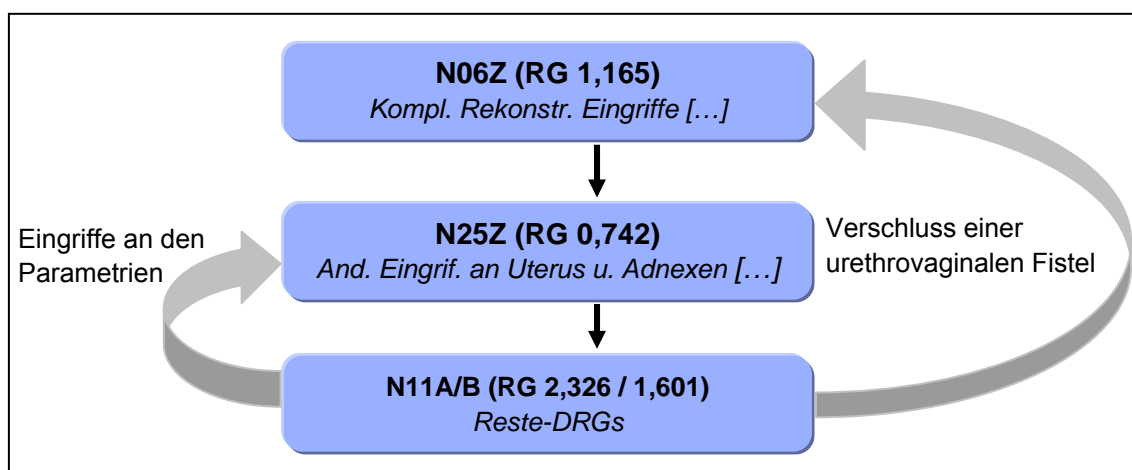 N06Z (RG 1,165)
Kompl. Rekonstr. Eingriffe […]
Eingriffe an den
Parametrien
N25Z (RG 0,742)
And. Eingrif. an Uterus u. Adnexen […]
Verschluss einer
urethrovaginalen Fistel
N11A/B (RG 2,326 / 1,601)
Reste-DRGs